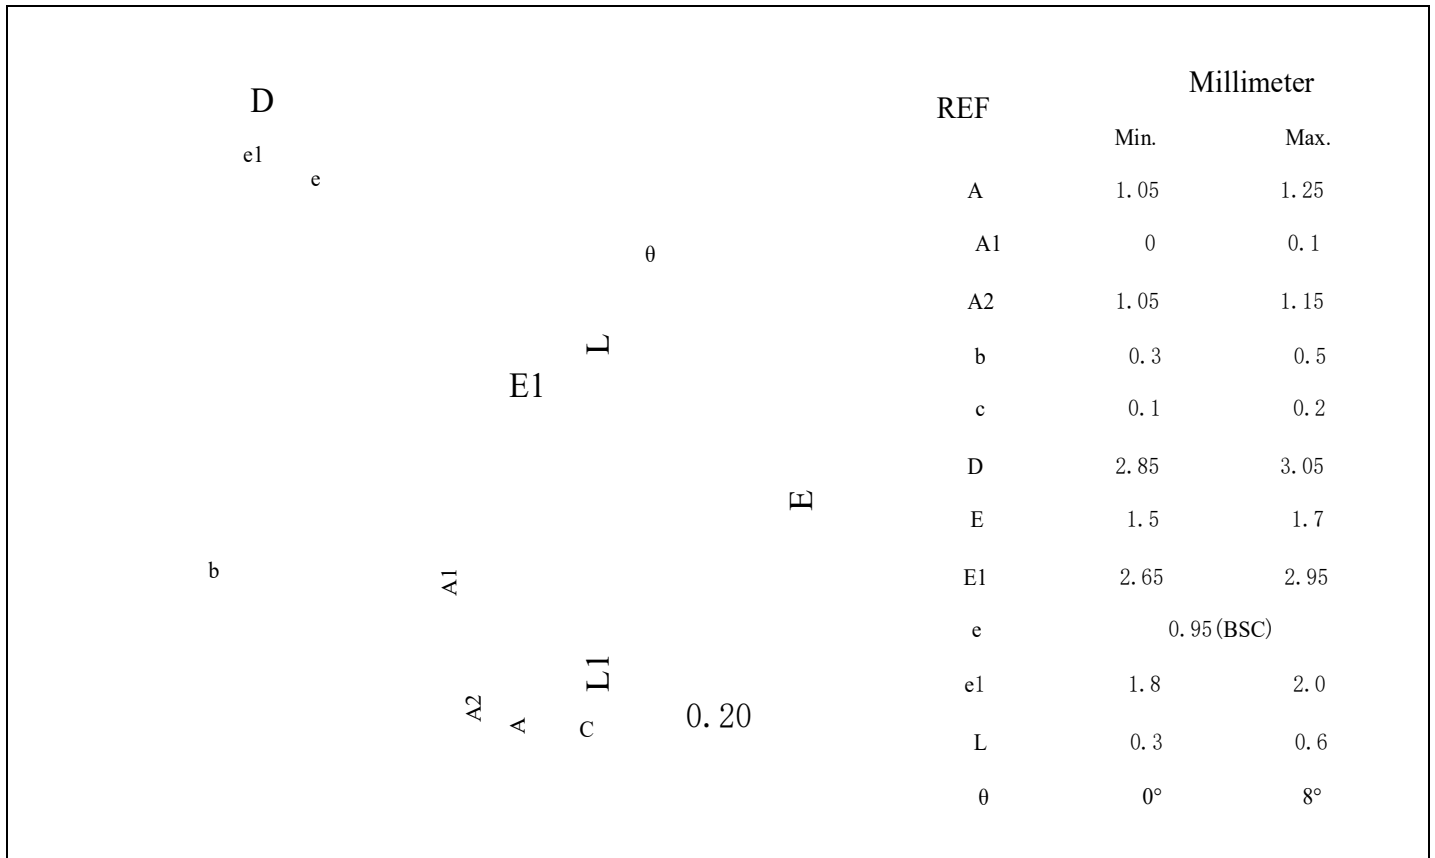 D
e1
e
θ
L
E1
E
b
A1
L1
A2
A
C
0.20
REF
Millimeter
Min. Max.
A 1.05 1.25
A1 0 0.1
A2 1.05 1.15
b 0.3 0.5
c 0.1 0.2
D 2.85 3.05
E 1.5 1.7
E1 2.65 2.95
e 0.95(BSC)
e1 1.8 2.0
L 0.3 0.6
θ 0° 8°